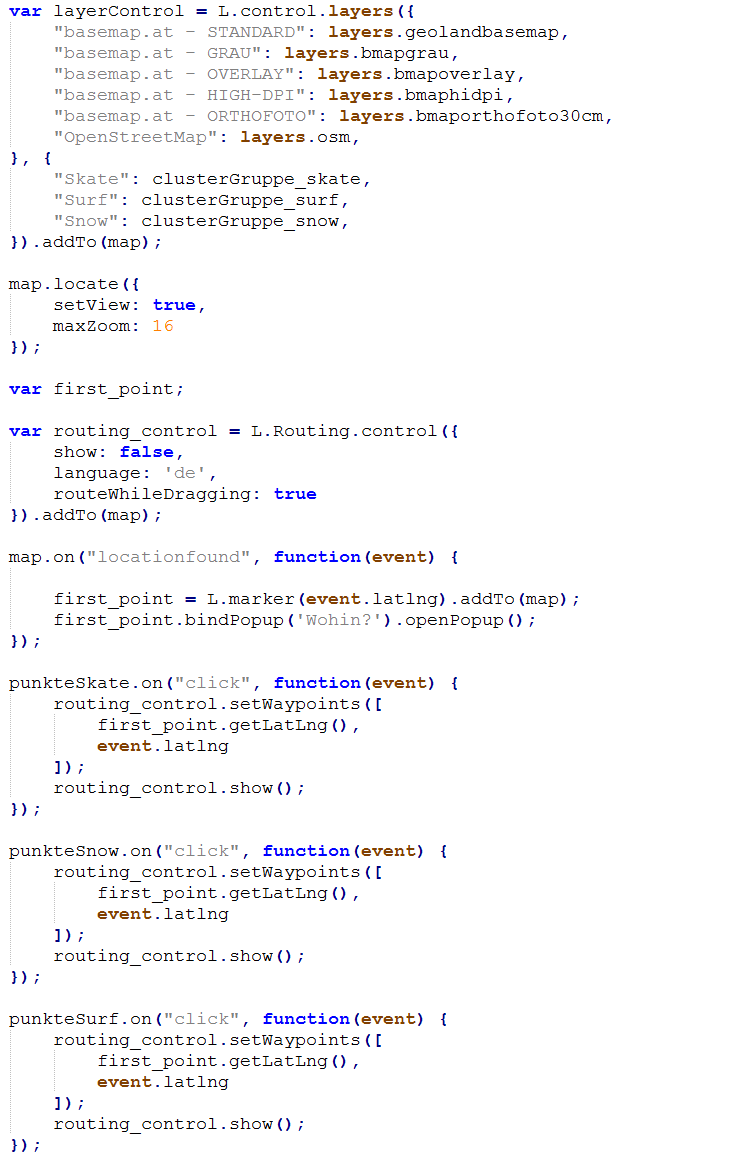 var layerControl = L.control.layers({
    "basemap.at - STANDARD": layers.geolandbasemap,
    "basemap.at - GRAU": layers.bmapgrau,
    "basemap.at - OVERLAY": layers.bmapoverlay,
    "basemap.at - HIGH-DPI": layers.bmaphidpi,
    "basemap.at - ORTHOFOTO": layers.bmaporthofoto30cm,
    "OpenStreetMap": layers.osm,
}, {
    "Skate": clusterGruppe_skate,
    "Surf": clusterGruppe_surf,
    "Snow": clusterGruppe_snow,
}).addTo(map);

map.locate({
    setView: true,
    maxZoom: 16
});

var first_point;

var routing_control = L.Routing.control({
    show: false,
    language: 'de',
    routeWhileDragging: true
}).addTo(map);

map.on("locationfound", function(event) {

    first_point = L.marker(event.latlng).addTo(map);
    first_point.bindPopup('Wohin?').openPopup();
});

punkteSkate.on("click", function(event) {
    routing_control.setWaypoints([
        first_point.getLatLng(),
        event.latlng
    ]);
    routing_control.show();
});

punkteSnow.on("click", function(event) {
    routing_control.setWaypoints([
        first_point.getLatLng(),
        event.latlng
    ]);
    routing_control.show();
});

punkteSurf.on("click", function(event) {
    routing_control.setWaypoints([
        first_point.getLatLng(),
        event.latlng
    ]);
    routing_control.show();
});